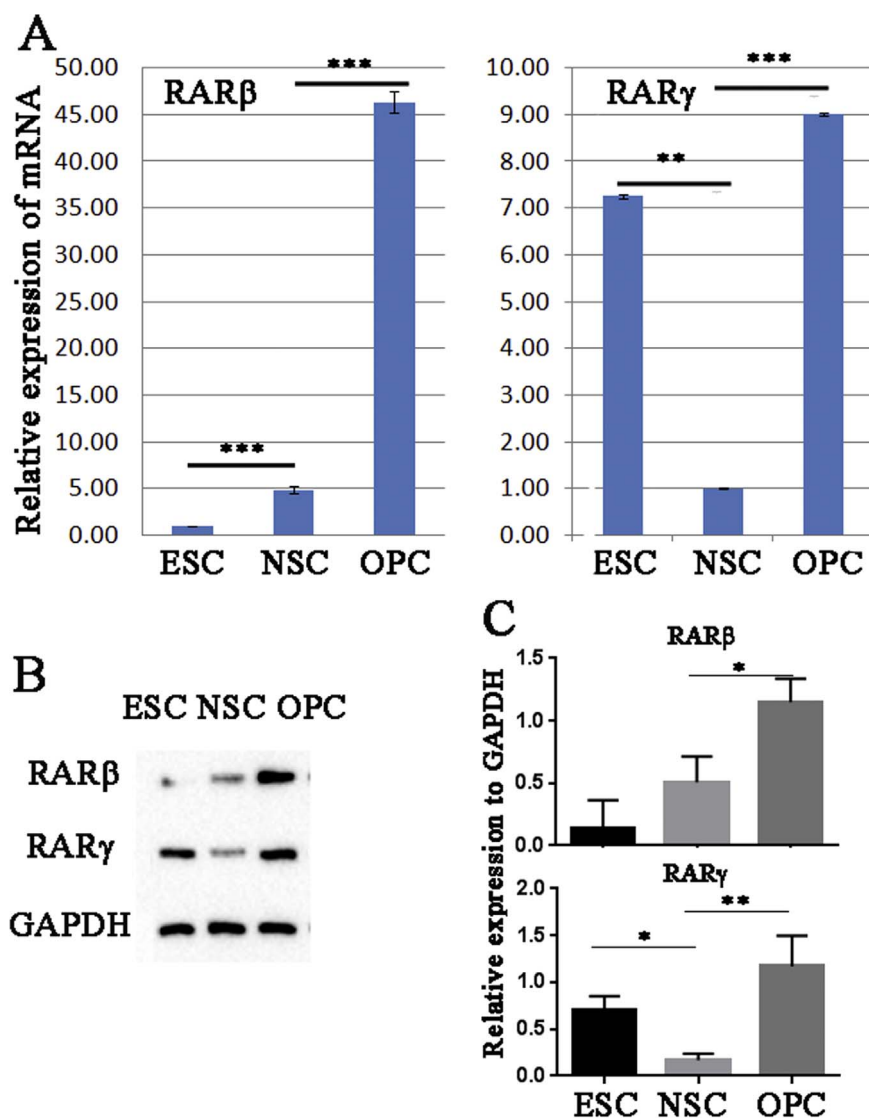 A
Relative expression of mRNA
RARβ
***
***
50.00
45.00
40.00
35.00
30.00
25.00
20.00
15.00
10.00
5.00
0.00
ESC NSC OPC
RARγ
***
**
10.00
9.00
8.00
7.00
6.00
5.00
4.00
3.00
2.00
1.00
0.00
ESC NSC OPC
B
ESC NSC OPC
RARβ
RARγ
GAPDH
C
Relative expression to GAPDH
RARβ
*
1.5
1.0
0.5
0.0
RARγ
**
*
2.0
1.5
1.0
0.5
0.0
ESC NSC OPC